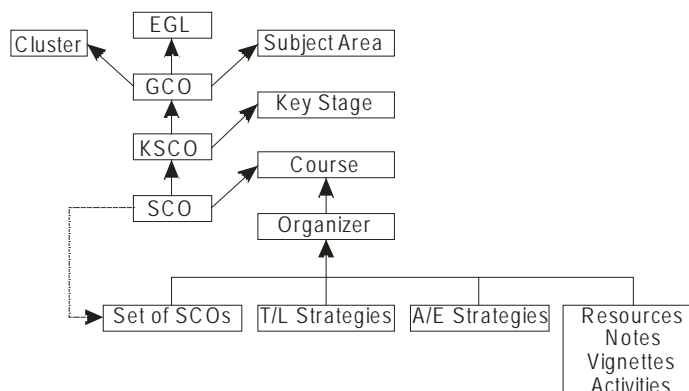 EGL
Cluster
Subject Area
GCO
Key Stage
KSCO
Course
SCO
Organizer
Set of SCOs
T/L Strategies
A/E Strategies
Resources
Notes
Vignettes
Activities